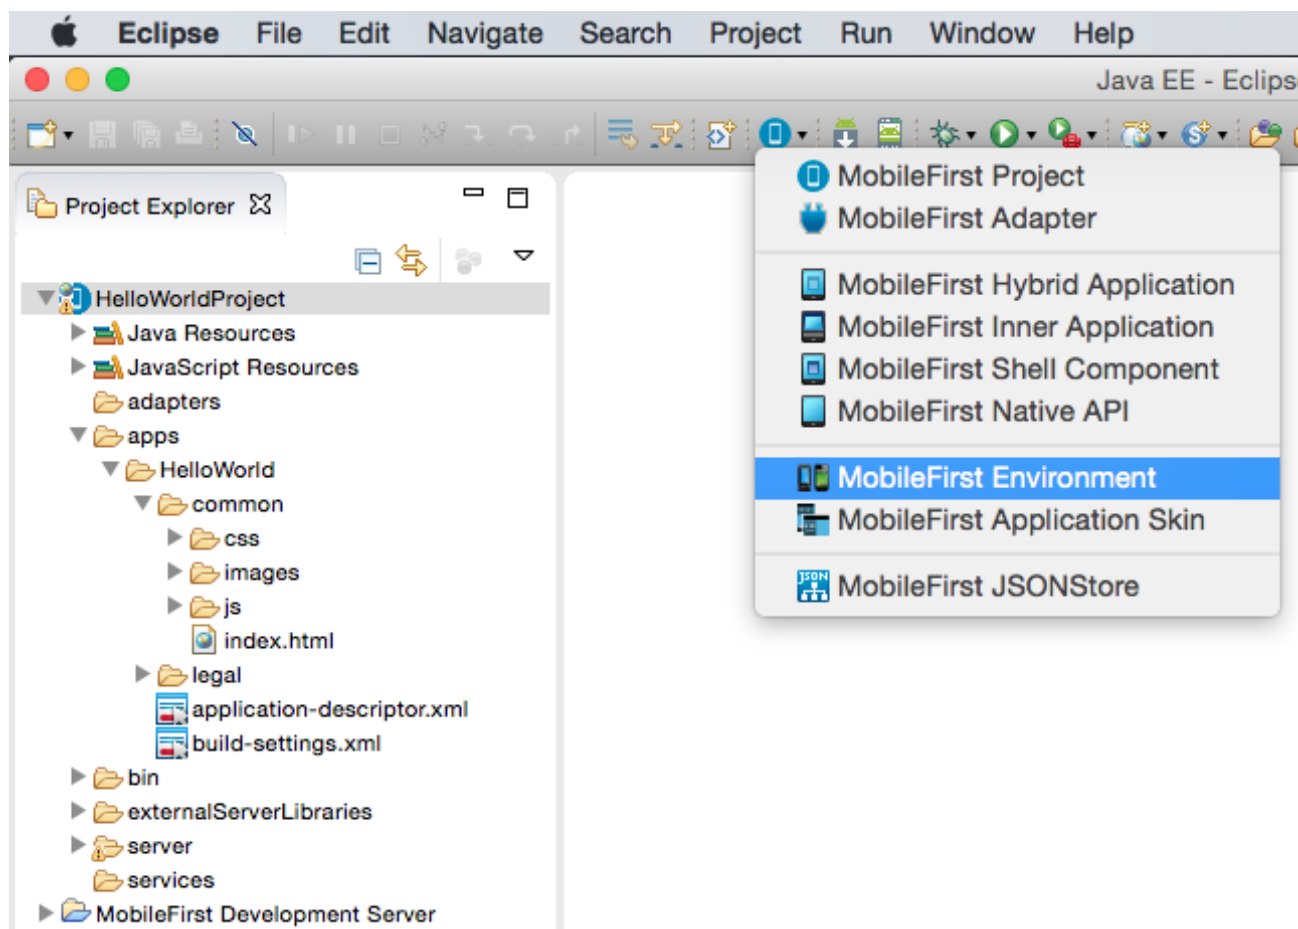 Eclipse File Edit Navigate Search Project Run Window Help
Java EE - Eclips
Project Explorer
MobileFirst Project
MobileFirst Adapter
MobileFirst Hybrid Application
MobileFirst Inner Application
MobileFirst Shell Component
MobileFirst Native API
MobileFirst Environment
MobileFirst Application Skin
JSON
MobileFirst JSONStore
HelloWorldProject
Java Resources
JavaScript Resources
adapters
apps
HelloWorld
common
css
images
js
index.html
legal
application-descriptor.xml
build-settings.xml
bin
externalServerLibraries
server
services
MobileFirst Development Server